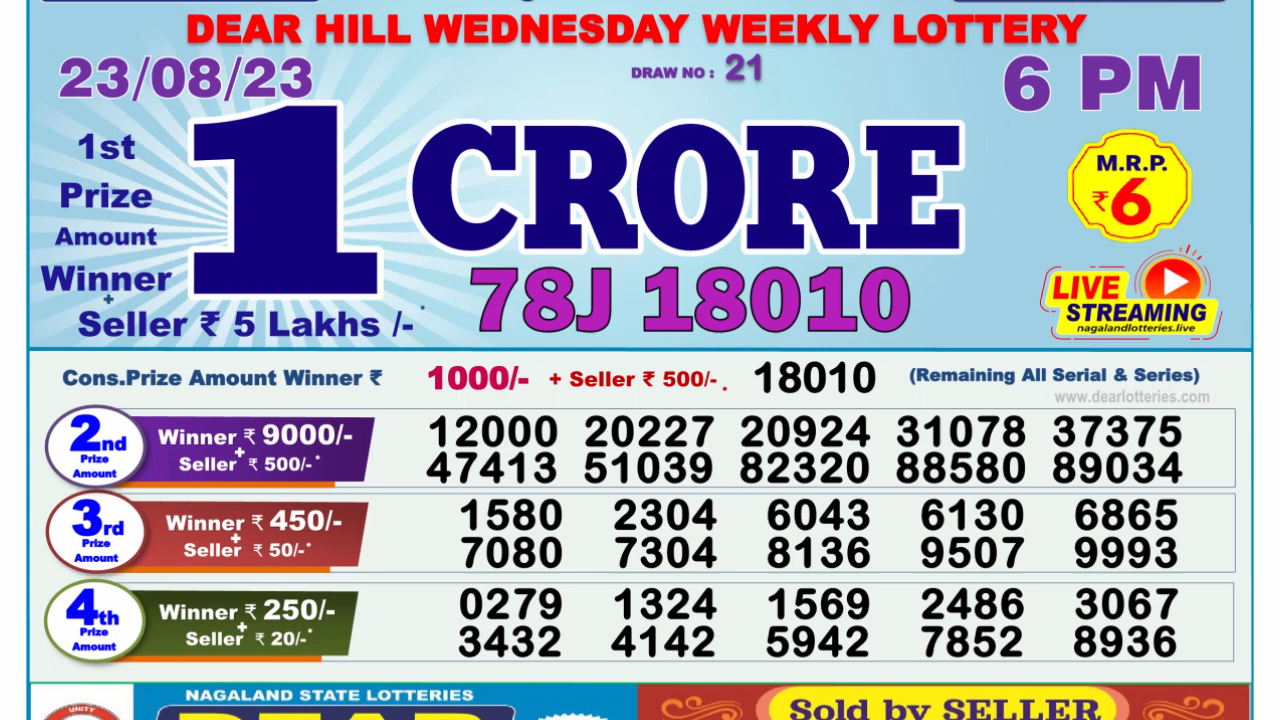 DEAR HILL WEDNESDAY WEEKLY LOTTERY
23/08/23
DRAW NO : 21
6 PM
1st
Prize
Amount
Winner
+
Seller ₹ 5 Lakhs /-*
1 CRORE
78J 18010
M.R.P.
₹6
LIVE
STREAMING
nagalandlotteries.live
Cons.Prize Amount Winner ₹ 1000/- + Seller ₹ 500/- . 18010 (Remaining All Serial & Series)
www.dearlotteries.com
2nd
Prize
Amount
Winner ₹ 9000/-
+
Seller ₹ 500/-*
12000 20227 20924 31078 37375
47413 51039 82320 88580 89034
3rd
Prize
Amount
Winner ₹ 450/-
+
Seller ₹ 50/-*
1580 2304 6043 6130 6865
7080 7304 8136 9507 9993
4th
Prize
Amount
Winner ₹ 250/-
+
Seller ₹ 20/-*
0279 1324 1569 2486 3067
3432 4142 5942 7852 8936
UNITY
NAGALAND STATE LOTTERIES
DEAR
Sold by SELLER